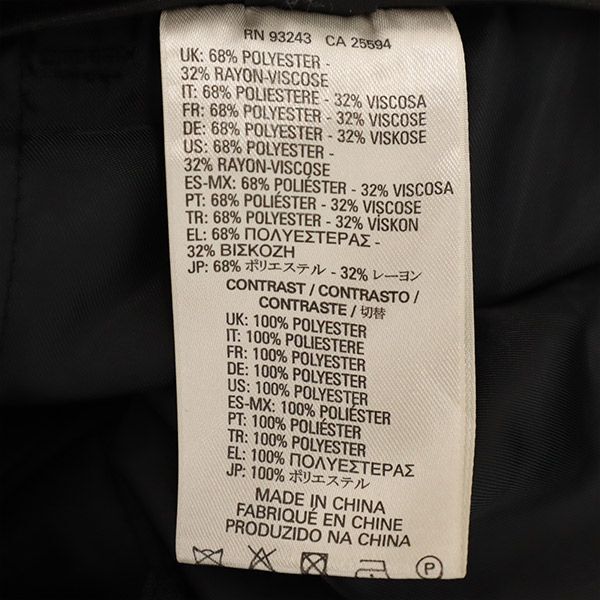 RN 93243 CA 25594
UK: 68% POLYESTER -
32% RAYON-VISCOSE
IT: 68% POLIESTERE - 32% VISCOSA
FR: 68% POLYESTER - 32% VISCOSE
DE: 68% POLYESTER - 32% VISKOSE
US: 68% POLYESTER -
32% RAYON-VISCOSE
ES-MX: 68% POLIÉSTER - 32% VISCOSA
PT: 68% POLIÉSTER - 32% VISCOSE
TR: 68% POLYESTER - 32% VİSKON
EL: 68% ΠΟΛΥΕΣΤΕΡΑΣ -
32% ΒΙΣΚΟΖΗ
JP: 68% ポリエステル - 32% レーヨン
CONTRAST / CONTRASTO /
CONTRASTE / 切替
UK: 100% POLYESTER
IT: 100% POLIESTERE
FR: 100% POLYESTER
DE: 100% POLYESTER
US: 100% POLYESTER
ES-MX: 100% POLIÉSTER
PT: 100% POLIÉSTER
TR: 100% POLYESTER
EL: 100% ΠΟΛΥΕΣΤΕΡΑΣ
JP: 100% ポリエステル
MADE IN CHINA
FABRIQUÉ EN CHINE
PRODUZIDO NA CHINA
P